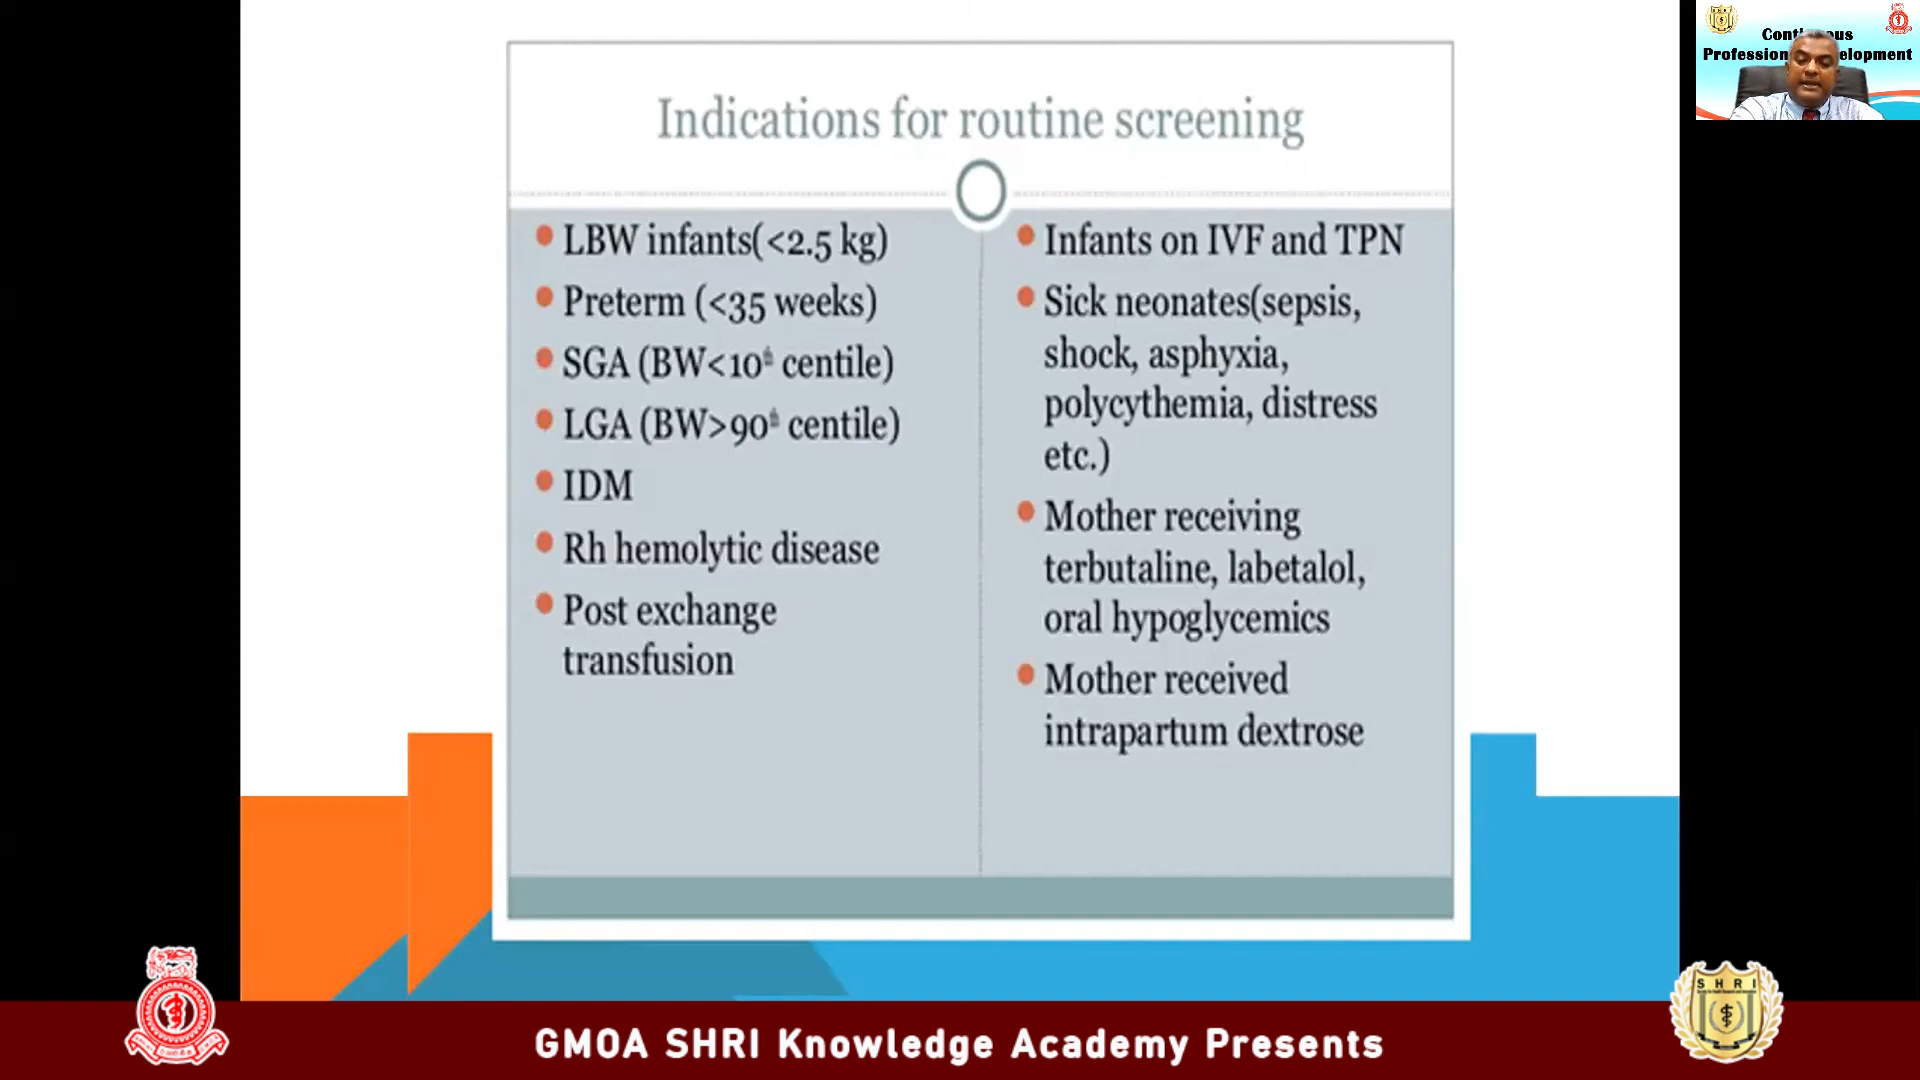 Indications for routine screening
LBW infants(<2.5 kg)
Preterm (<35 weeks)
SGA (BW<10th centile)
LGA (BW>90th centile)
IDM
Rh hemolytic disease
Post exchange
transfusion
Infants on IVF and TPN
Sick neonates(sepsis,
shock, asphyxia,
polycythemia, distress
etc.)
Mother receiving
terbutaline, labetalol,
oral hypoglycemics
Mother received
intrapartum dextrose
Professional Development
SHRI
GMOA SHRI Knowledge Academy Presents